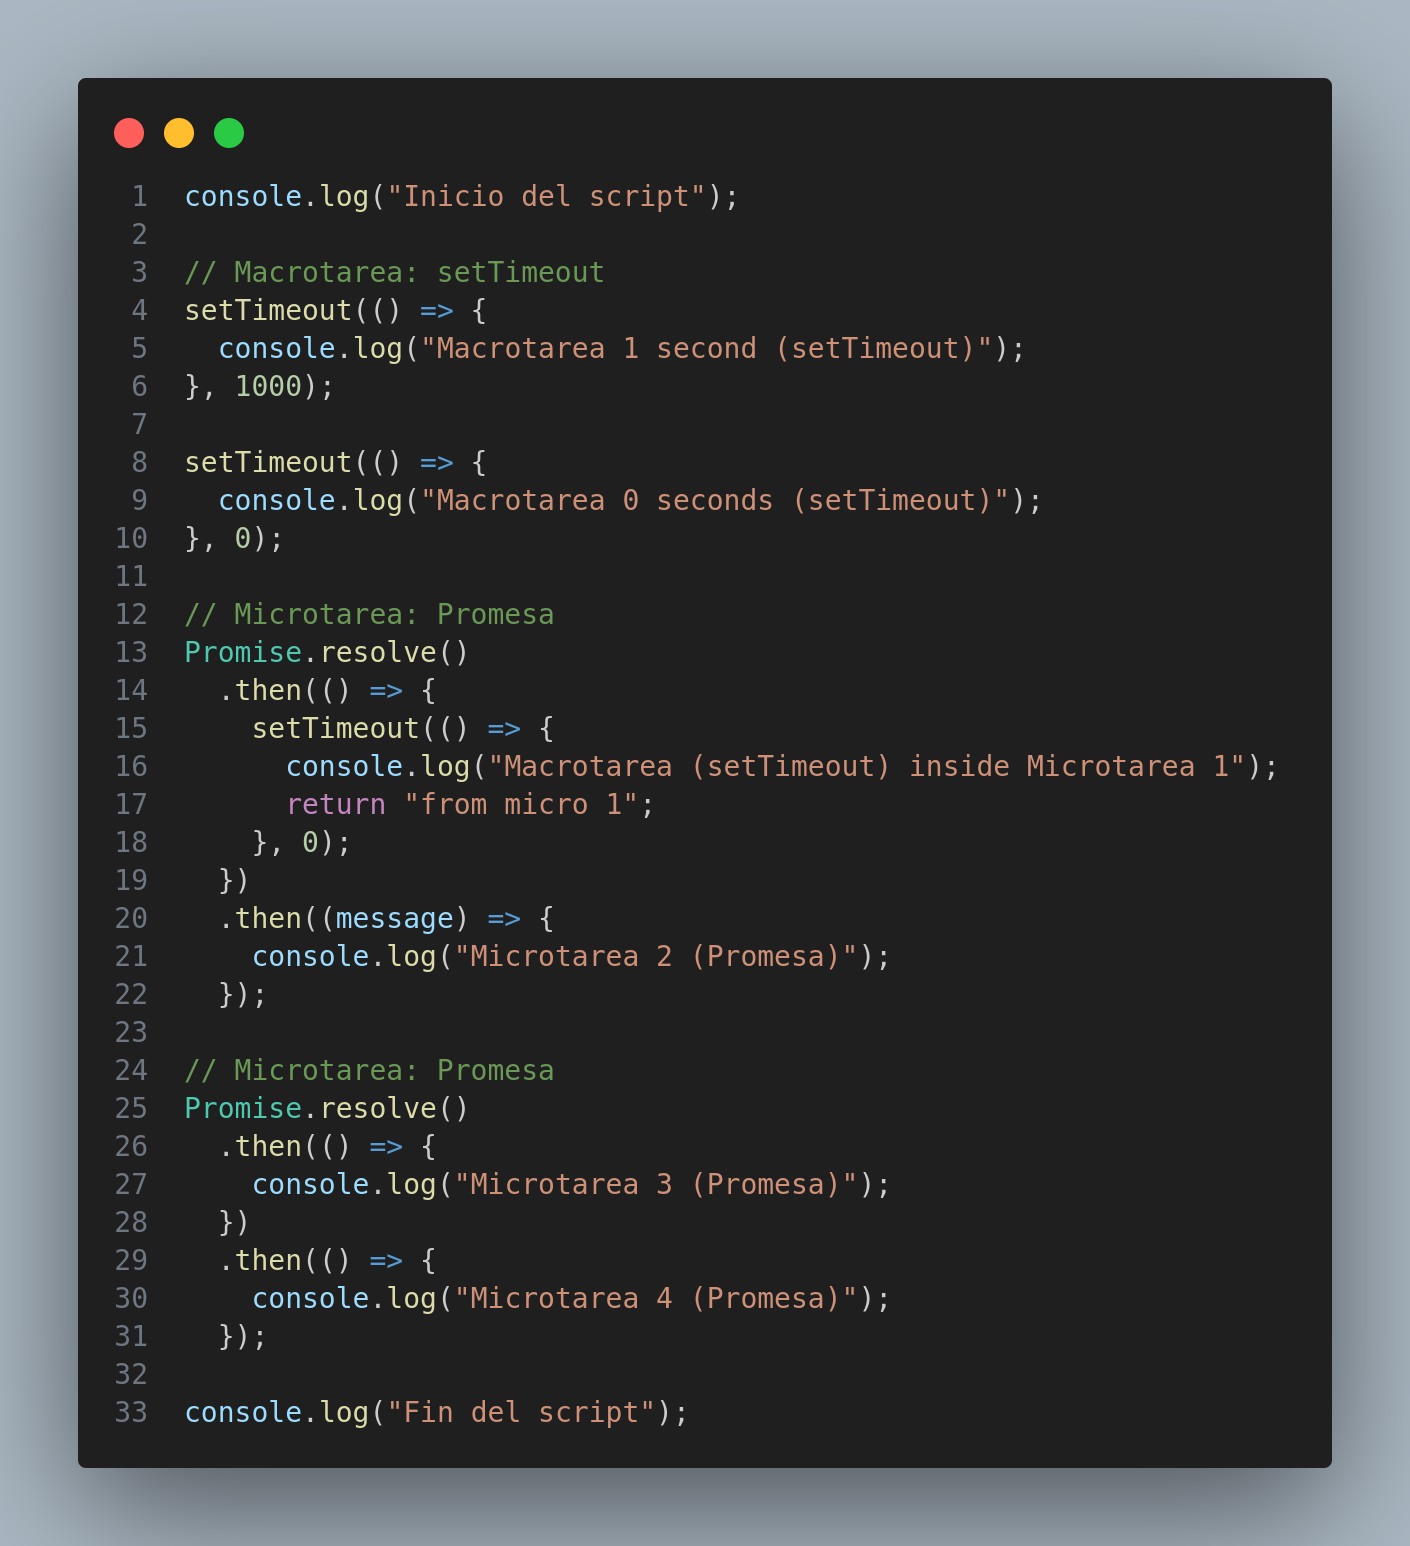 1 console.log("Inicio del script");
2
3 // Macrotarea: setTimeout
4 setTimeout(() => {
5   console.log("Macrotarea 1 second (setTimeout)");
6 }, 1000);
7
8 setTimeout(() => {
9   console.log("Macrotarea 0 seconds (setTimeout)");
10 }, 0);
11
12 // Microtarea: Promesa
13 Promise.resolve()
14   .then(() => {
15     setTimeout(() => {
16       console.log("Macrotarea (setTimeout) inside Microtarea 1");
17       return "from micro 1";
18     }, 0);
19   })
20   .then((message) => {
21     console.log("Microtarea 2 (Promesa)");
22   });
23
24 // Microtarea: Promesa
25 Promise.resolve()
26   .then(() => {
27     console.log("Microtarea 3 (Promesa)");
28   })
29   .then(() => {
30     console.log("Microtarea 4 (Promesa)");
31   });
32
33 console.log("Fin del script");